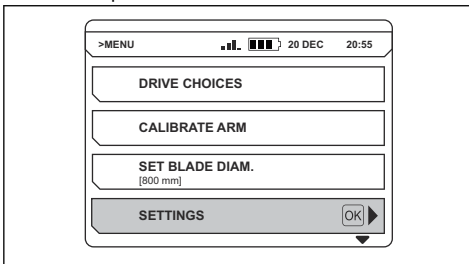 >MENU 20 DEC 20:55
DRIVE CHOICES
CALIBRATE ARM
SET BLADE DIAM.
[800 mm]
SETTINGS OK